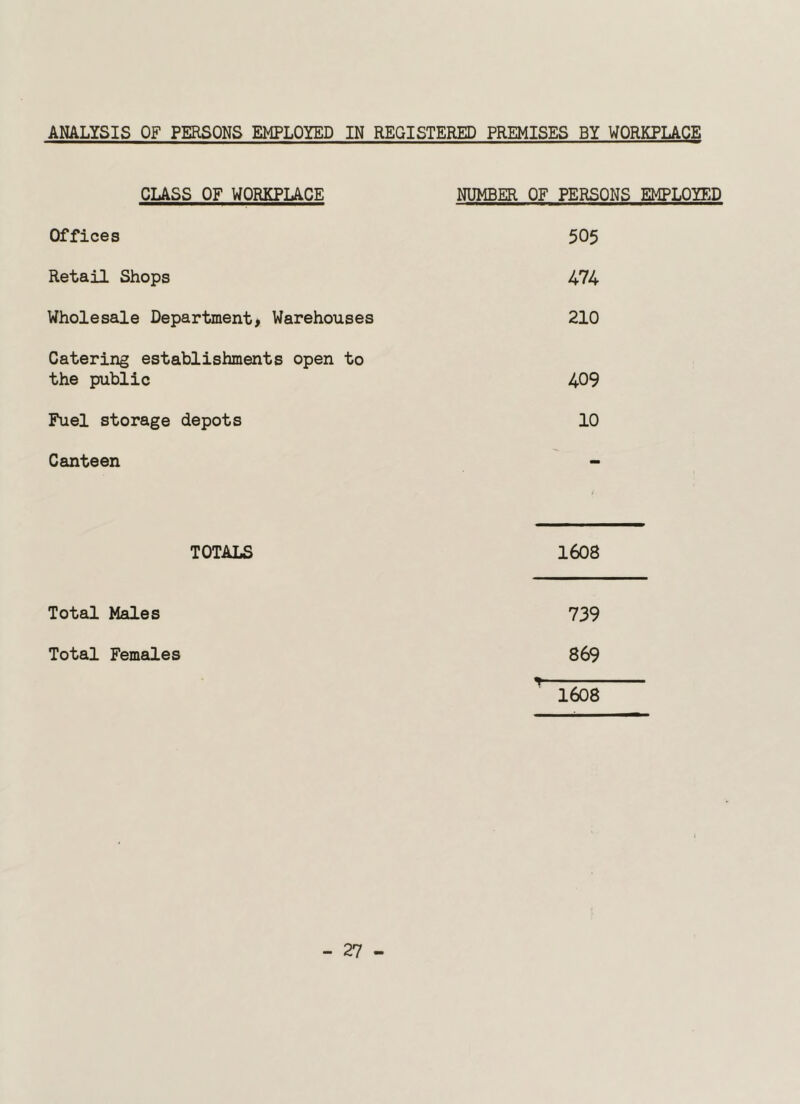 ANALYSIS OF PERSONS EMPLOYED IN REGISTERED PREMISES BY WORKPLACE
CLASS OF WORKPLACE NUMBER OF PERSONS EMPLOYED
Offices 505
Retail Shops 474
Wholesale Department, Warehouses 210
Catering establishments open to
the public 409
Fuel storage depots 10
Canteen -
TOTALS 1608
Total Males 739
Total Females 869
1608
- 27 -